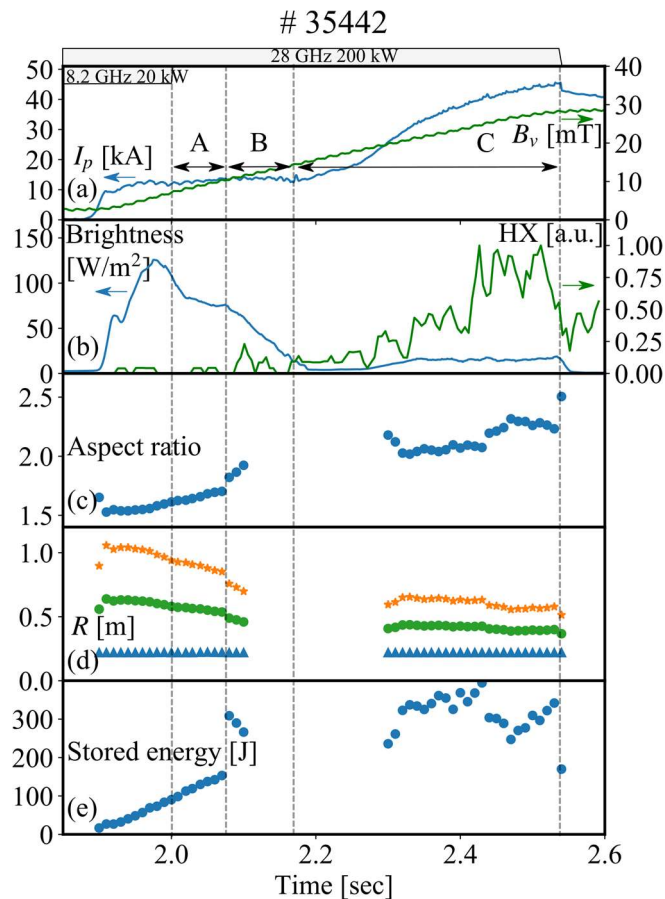 # 35442
28 GHz 200 kW
8.2 GHz 20 kW
50
40
30
20
10
0
I_p [kA]
(a)
A
B
C
B_v [mT]
40
30
20
10
0
150
100
50
0
Brightness
[W/m²]
(b)
HX [a.u.]
1.00
0.75
0.50
0.25
0.00
2.5
2.0
1.5
Aspect ratio
(c)
1.0
0.5
0.0
R [m]
(d)
300
200
100
0
Stored energy [J]
(e)
2.0
2.2
2.4
2.6
Time [sec]